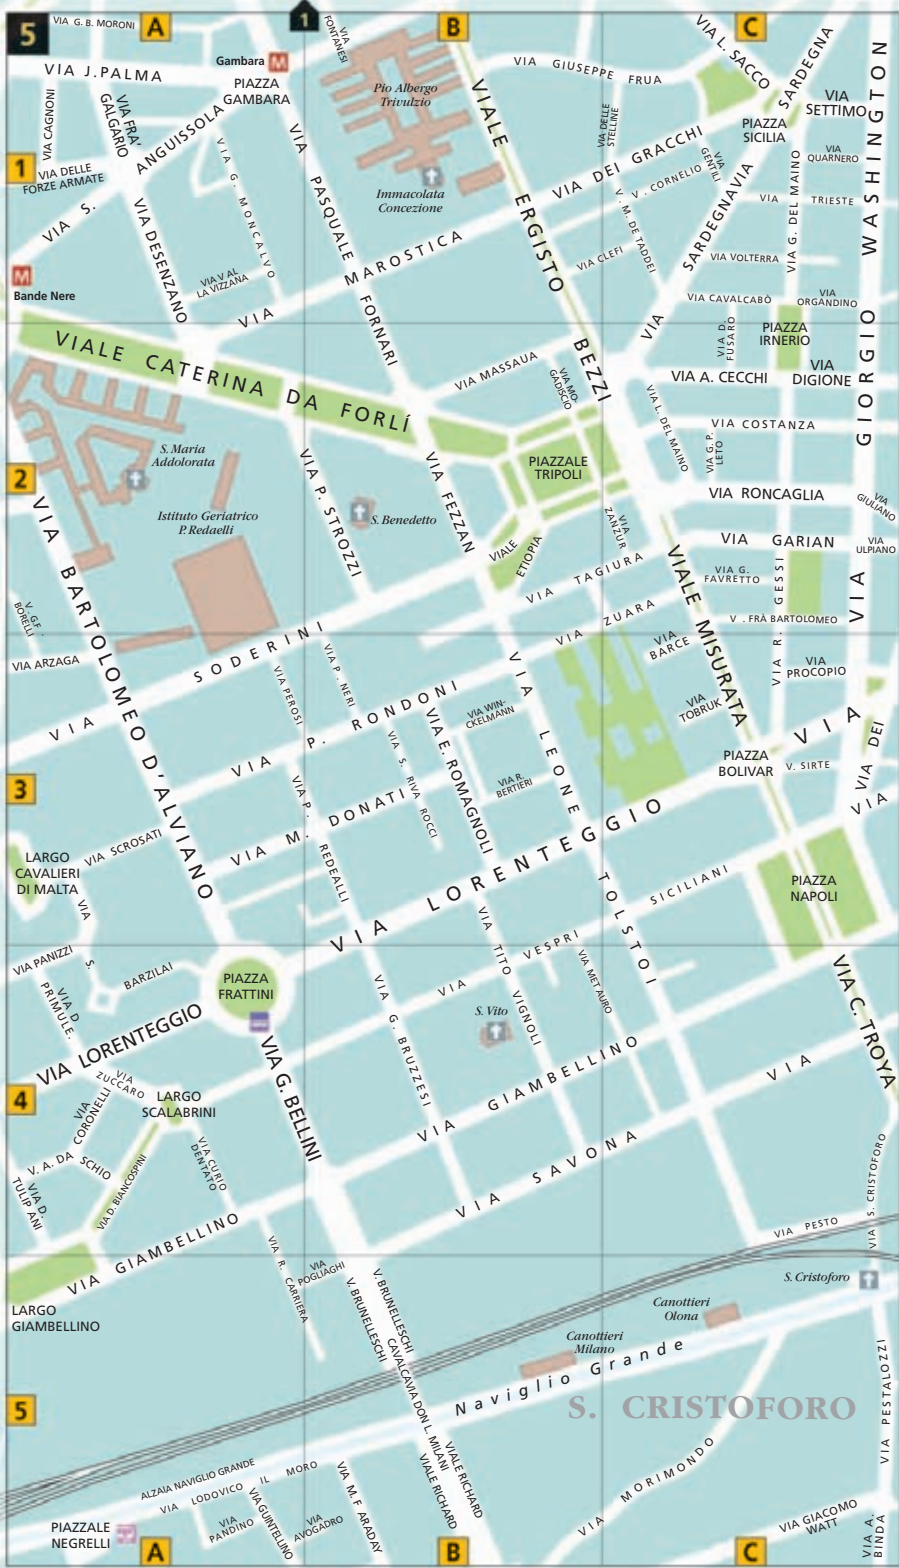 5
A
1
B
C
VIA G. B. MORONI
VIA FONTANESI
VIA L. SACCO
VIA SARDEGNA
VIA GIORGIO WASHINGTON
Gambara
M
VIA J.PALMA
PIAZZA
GAMBARA
Pio Albergo
Trivulzio
VIA GIUSEPPE FRUA
VIALE ERGISTO BEZZI
VIA
SETTIMO
VIA CAGNONI
VIA FRA'
GALGARIO
VIA S. ANGUISSOLA
VIA PASQUALE FORNARI
VIA DELLE
STELLINE
PIAZZA
SICILIA
VIA DEI GRACCHI
1
VIA DELLE
FORZE ARMATE
VIA G. MONCALVO
VIA
GENTILI
VIA
QUARNERO
V. CORNELIO
Immacolata
Concezione
VIA DESENZANO
V. M. DE TADDEI
SARDEGNAVIA
VIA G. DEL MAINO
VIA TRIESTE
M
Bande Nere
VIA MAROSTICA
VIA V.AL
LA VIZZANA
VIA CLEFI
VIA VOLTERRA
VIA CAVALCABÒ
VIA
ORGANDINO
VIA
VIA D.
FUSARO
PIAZZA
IRNERIO
VIALE CATERINA DA FORLÍ
VIA MASSAUA
VIA MO-
GADISCIO
VIA A. CECCHI
VIA
DIGIONE
VIA L. DEL MAINO
VIA COSTANZA
VIA G. P.
LETO
S. Maria
Addolorata
2
PIAZZALE
TRIPOLI
VIA P. STROZZI
VIA FEZZAN
VIA RONCAGLIA
VIA
GIULIANO
Istituto Geriatrico
P. Redaelli
S. Benedetto
VIA
ZANZUR
VIALE
ETIOPIA
VIA GARIAN
VIA
ULPIANO
VIA BARTOLOMEO D'ALVIANO
VIA TAGIURA
VIALE MISURATA
VIA G.
FAVRETTO
VIA R. GESSI
V. G.F.
BORELLI
VIA ZUARA
V. FRÀ BARTOLOMEO
VIA
BARCE
VIA ARZAGA
VIA SODERINI
VIA P. NERI
VIA PEROSI
VIA
PROCOPIO
VIA P. RONDONI
VIA LEONE TOLSTOI
VIA WIN-
CKELMANN
VIA E. ROMAGNOLI
VIA
TOBRUK
VIA S. RIVA ROCCI
PIAZZA
BOLIVAR
V. SIRTE
VIA
VIA DEI
VIA
3
VIA R.
BERTIERI
VIA P. REDEALLI
VIA M. DONATI
VIA LORENTEGGIO
VIA SCROSATI
LARGO
CAVALIERI
DI MALTA
PIAZZA
NAPOLI
VIA S. BARZILAI
VIA VESPRI SICILIANI
VIA TITO VIGNOLI
VIA PANIZZI
PIAZZA
FRATTINI
VIA D.
PRIMULE.
VIA METAURO
VIA C. TROYA
VIA G. BRUZZESI
S. Vito
VIA LORENTEGGIO
VIA G. BELLINI
VIA
ZUCCARO
4
VIA
CORONELLI
LARGO
SCALABRINI
VIA GIAMBELLINO
VIA
V. A. DA SCHIO
VIA CURIO
DENTATO
VIA D. BIANCOSPINI
VIA D.
TULIPANI
VIA SAVONA
VIA S. CRISTOFORO
VIA GIAMBELLINO
VIA PESTO
VIA R. CARRIERA
VIA
POGLIAGHI
S. Cristoforo
V. BRUNELLESCHI
V. BRUNELLESCHI
LARGO
GIAMBELLINO
Canottieri
Olona
Canottieri
Milano
CAVALCAVIA DON L. MILANI
Naviglio Grande
VIA PESTALOZZI
5
S. CRISTOFORO
VIALE RICHARD
VIALE RICHARD
ALZAIA NAVIGLIO GRANDE
VIA LODOVICO IL MORO
VIA M. F. ARADAY
VIA MORIMONDO
VIA
PANDINO
VIA GUINTELLINO
VIA
AVOGADRO
VIA GIACOMO
WATT
VIA A.
BINDA
PIAZZALE
NEGRELLI
A
B
C